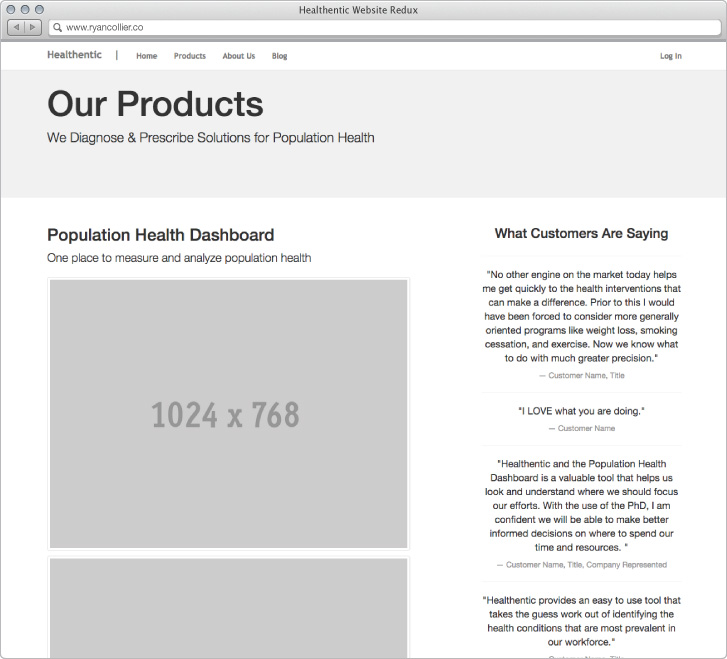 Healthentic Website Redux
www.ryancollier.co
Healthentic | Home Products About Us Blog Log In
Our Products
We Diagnose & Prescribe Solutions for Population Health
Population Health Dashboard
One place to measure and analyze population health
1024 x 768
What Customers Are Saying
"No other engine on the market today helps
me get quickly to the health interventions that
can make a difference. Prior to this I would
have been forced to consider more generally
oriented programs like weight loss, smoking
cessation, and exercise. Now we know what
to do with much greater precision."
— Customer Name, Title
"I LOVE what you are doing."
— Customer Name
"Healthentic and the Population Health
Dashboard is a valuable tool that helps us
look and understand where we should focus
our efforts. With the use of the PhD, I am
confident we will be able to make better
informed decisions on where to spend our
time and resources. "
— Customer Name, Title, Company Represented
"Healthentic provides an easy to use tool that
takes the guess work out of identifying the
health conditions that are most prevalent in
our workforce."